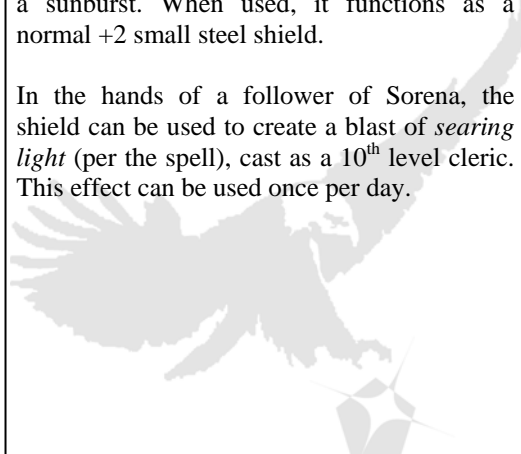 a sunburst. When used, it functions as a
normal +2 small steel shield.
In the hands of a follower of Sorena, the
shield can be used to create a blast of searing
light (per the spell), cast as a 10th level cleric.
This effect can be used once per day.